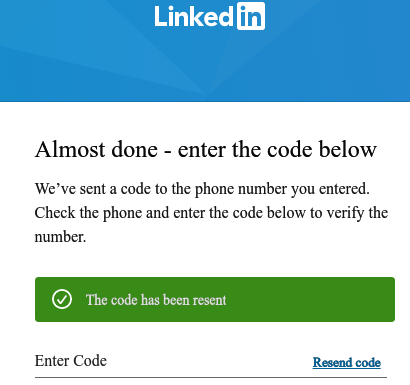 LinkedIn
Almost done - enter the code below
We’ve sent a code to the phone number you entered.
Check the phone and enter the code below to verify the
number.
The code has been resent
Enter Code Resend code